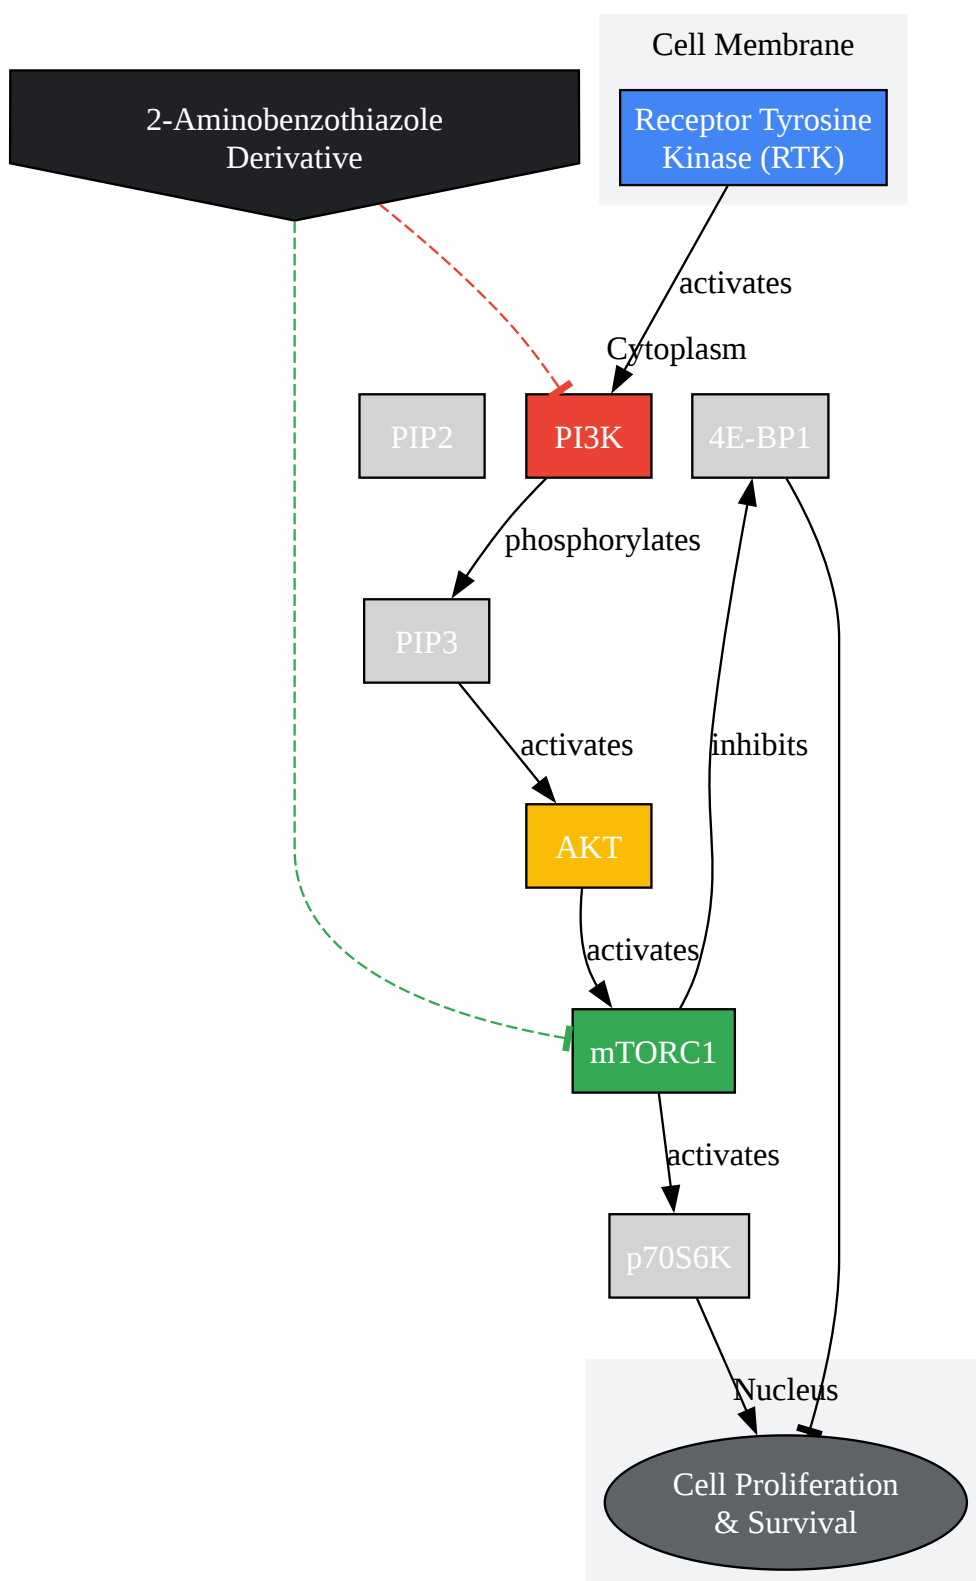 Cell Membrane
2-Aminobenzothiazole
Derivative
Receptor Tyrosine
Kinase (RTK)
activates
Cytoplasm
PIP2
PI3K
4E-BP1
phosphorylates
PIP3
activates
inhibits
AKT
activates
mTORC1
activates
p70S6K
Nucleus
Cell Proliferation
& Survival